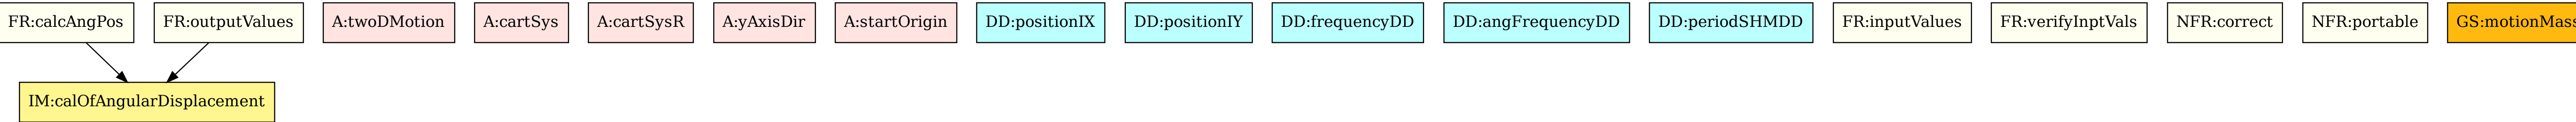 FR:calcAngPos
FR:outputValues
A:twoDMotion
A:cartSys
A:cartSysR
A:yAxisDir
A:startOrigin
DD:positionIX
DD:positionIY
DD:frequencyDD
DD:angFrequencyDD
DD:periodSHMDD
FR:inputValues
FR:verifyInptVals
NFR:correct
NFR:portable
GS:motionMass
IM:calOfAngularDisplacement